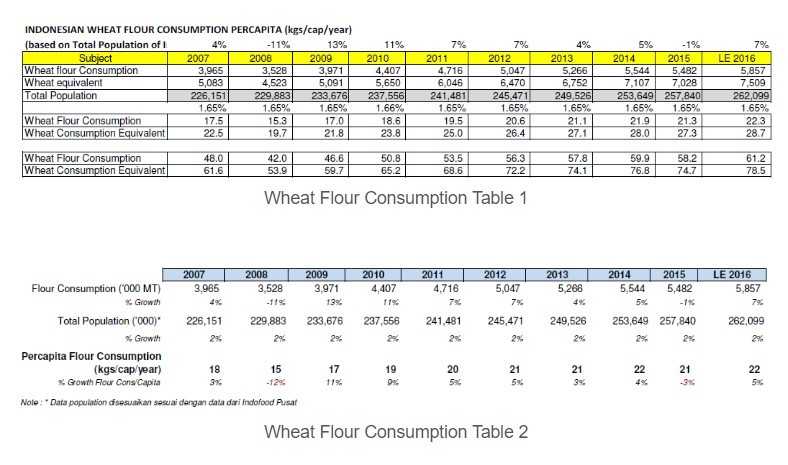 INDONESIAN WHEAT FLOUR CONSUMPTION PERCAPITA (kgs/cap/year)
(based on Total Population of I 4% -11% 13% 11% 7% 7% 4% 5% -1% 7%
Subject 2007 2008 2009 2010 2011 2012 2013 2014 2015 LE 2016
Wheat flour Consumption 3,965 3,528 3,971 4,407 4,716 5,047 5,266 5,544 5,482 5,857
Wheat equivalent 5,083 4,523 5,091 5,650 6,046 6,470 6,752 7,107 7,028 7,509
Total Population 226,151 229,883 233,676 237,556 241,481 245,471 249,526 253,649 257,840 262,099
1.65% 1.65% 1.66% 1.65% 1.65% 1.65% 1.65% 1.65% 1.65%
Wheat Flour Consumption 17.5 15.3 17.0 18.6 19.5 20.6 21.1 21.9 21.3 22.3
Wheat Consumption Equivalent 22.5 19.7 21.8 23.8 25.0 26.4 27.1 28.0 27.3 28.7
Wheat Flour Consumption 48.0 42.0 46.6 50.8 53.5 56.3 57.8 59.9 58.2 61.2
Wheat Consumption Equivalent 61.6 53.9 59.7 65.2 68.6 72.2 74.1 76.8 74.7 78.5
Wheat Flour Consumption Table 1
2007 2008 2009 2010 2011 2012 2013 2014 2015 LE 2016
Flour Consumption ('000 MT) 3,965 3,528 3,971 4,407 4,716 5,047 5,266 5,544 5,482 5,857
% Growth 4% -11% 13% 11% 7% 7% 4% 5% -1% 7%
Total Population ('000)* 226,151 229,883 233,676 237,556 241,481 245,471 249,526 253,649 257,840 262,099
% Growth 2% 2% 2% 2% 2% 2% 2% 2% 2% 2%
Percapita Flour Consumption
(kgs/cap/year) 18 15 17 19 20 21 21 22 21 22
% Growth Flour Cons/Capita 3% -12% 11% 9% 5% 5% 3% 4% -3% 5%
Note : * Data population disesuaikan sesuai dengan data dari Indofood Pusat
Wheat Flour Consumption Table 2